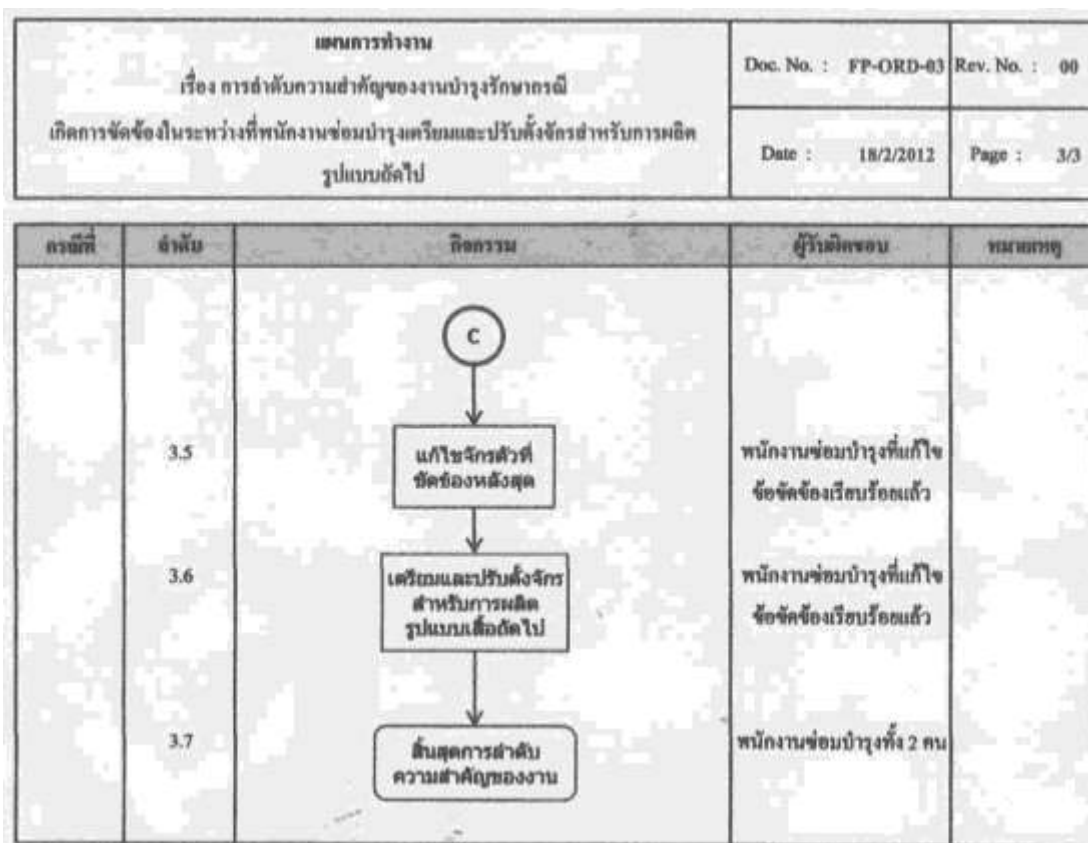 แผนการทำงาน
เรื่อง การลำดับความสำคัญของงานบำรุงรักษากรณี
เกิดการขัดข้องในระหว่างที่พนักงานซ่อมบำรุงเตรียมและปรับตั้งจักรสำหรับการผลิต
รูปแบบถัดไป
Doc. No. : FP-ORD-03 Rev. No. : 00
Date : 18/2/2012 Page : 3/3
กรณีที่ ลำดับ กิจกรรม ผู้รับผิดชอบ หมายเหตุ
C
3.5
แก้ไขจักรตัวที่
ขัดข้องหลังสุด
พนักงานซ่อมบำรุงที่แก้ไข
ข้อขัดข้องเรียบร้อยแล้ว
3.6
เตรียมและปรับตั้งจักร
สำหรับการผลิต
รูปแบบเสื้อถัดไป
พนักงานซ่อมบำรุงที่แก้ไข
ข้อขัดข้องเรียบร้อยแล้ว
3.7
สิ้นสุดการลำดับ
ความสำคัญของงาน
พนักงานซ่อมบำรุงทั้ง 2 คน